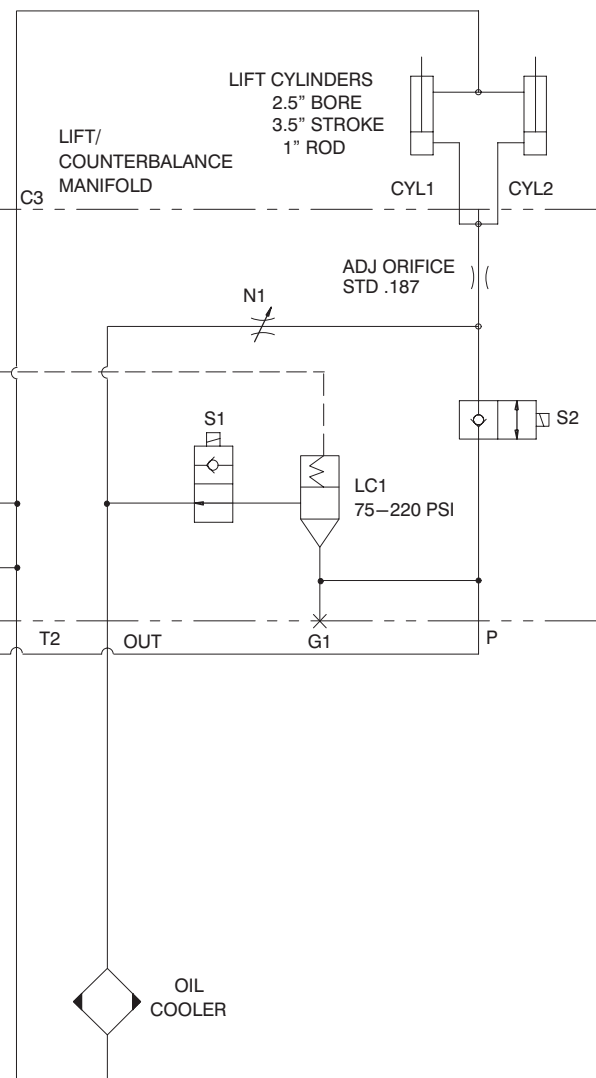 LIFT CYLINDERS
2.5” BORE
3.5” STROKE
1” ROD
LIFT/
COUNTERBALANCE
MANIFOLD
C3
CYL1
CYL2
ADJ ORIFICE
STD .187
N1
S1
S2
LC1
75–220 PSI
T2
OUT
G1
P
OIL
COOLER